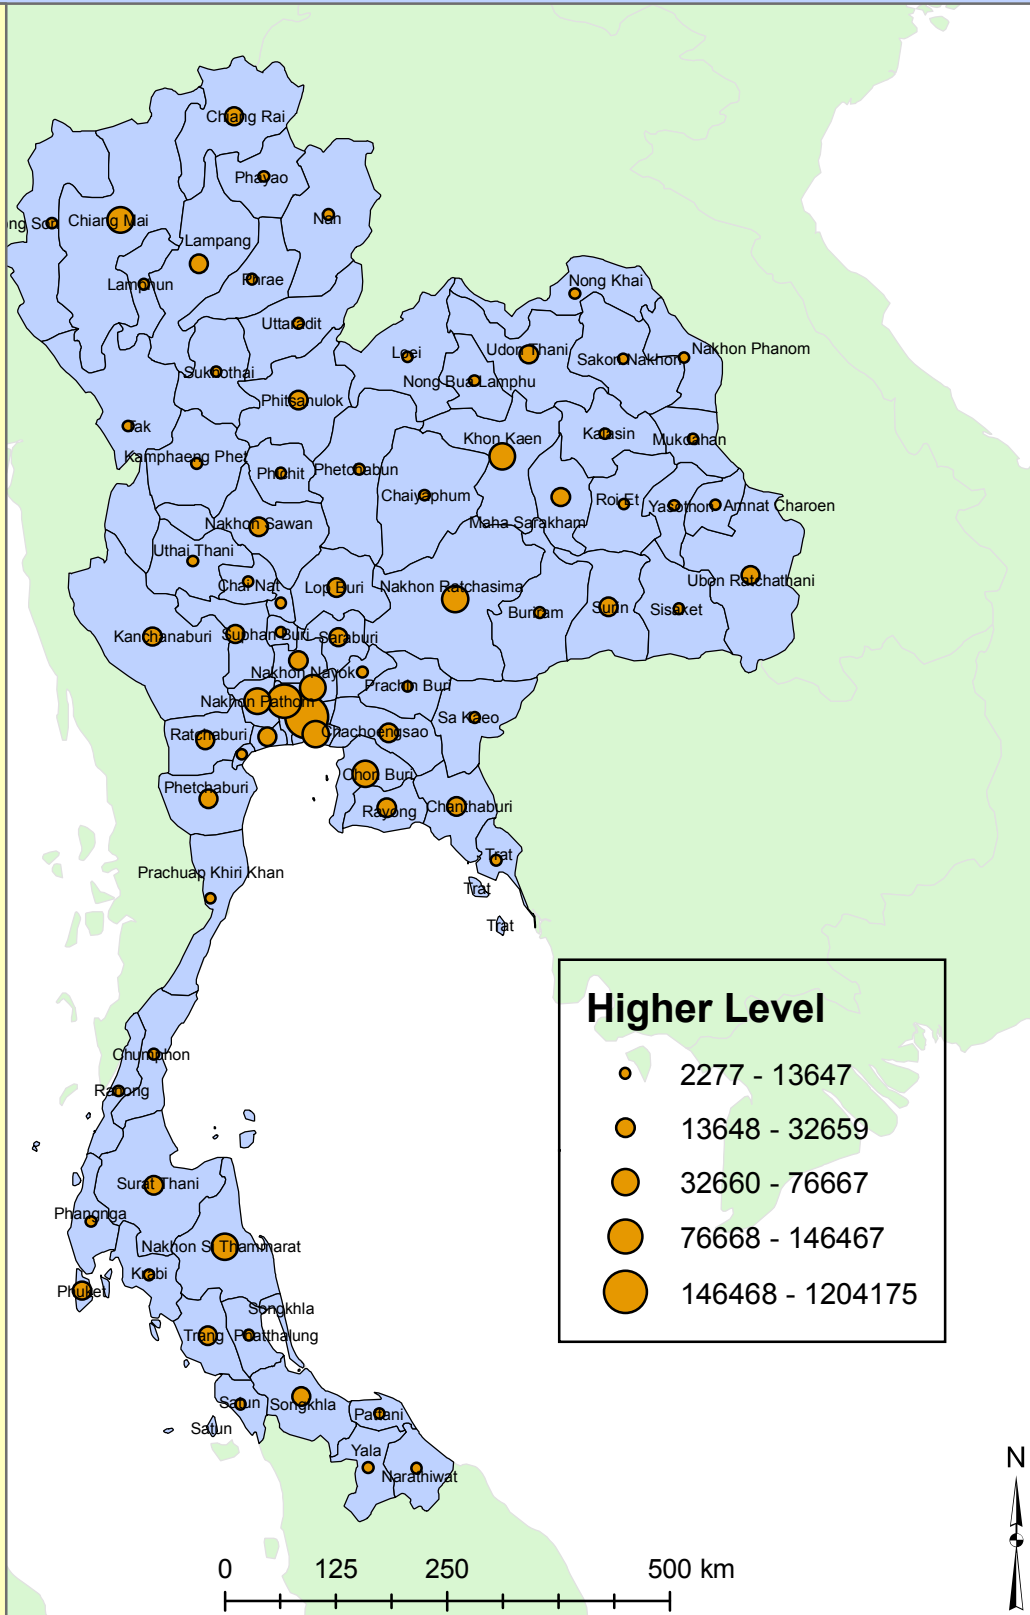 Chiang Rai
Phayao
Nan
ng Son
Chiang Mai
Lampang
Lamphun
Phrae
Nong Khai
Uttaradit
Loei
Udon Thani
Sakon Nakhon
Nakhon Phanom
Sukhothai
Nong Bua Lamphu
Phitsanulok
Tak
Khon Kaen
Kalasin
Mukdahan
Kamphaeng Phet
Phichit
Phetchabun
Chaiyaphum
Maha Sarakham
Roi Et
Yasothon
Amnat Charoen
Nakhon Sawan
Uthai Thani
Chai Nat
Lop Buri
Nakhon Ratchasima
Ubon Ratchathani
Buriram
Surin
Sisaket
Kanchanaburi
Suphan Buri
Saraburi
Nakhon Nayok
Prachin Buri
Nakhon Pathom
Sa Kaeo
Ratchaburi
Chachoengsao
Phetchaburi
Chon Buri
Rayong
Chanthaburi
Trat
Prachuap Khiri Khan
Trat
Trat
Higher Level
2277 - 13647
13648 - 32659
32660 - 76667
76668 - 146467
146468 - 1204175
Chumphon
Ranong
Surat Thani
Phangnga
Nakhon Si Thammarat
Krabi
Phuket
Songkhla
Trang
Phatthalung
Satun
Songkhla
Pattani
Satun
Yala
Narathiwat
N
0 125 250 500 km